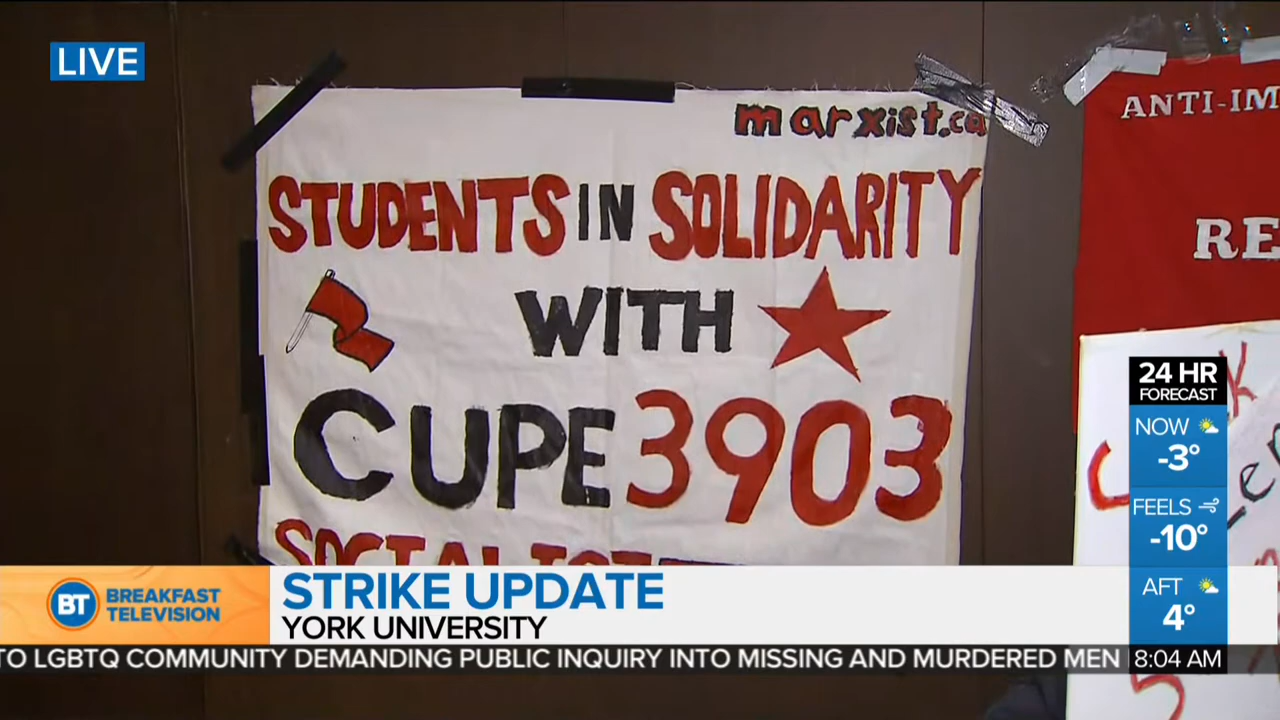 LIVE
marxist.ca
STUDENTS IN SOLIDARITY
WITH
CUPE 3903
SOCIALIST
ANTI-IM
RE
24 HR
FORECAST
NOW
-3°
FEELS
-10°
AFT
4°
BT BREAKFAST
TELEVISION
STRIKE UPDATE
YORK UNIVERSITY
TO LGBTQ COMMUNITY DEMANDING PUBLIC INQUIRY INTO MISSING AND MURDERED MEN
8:04 AM